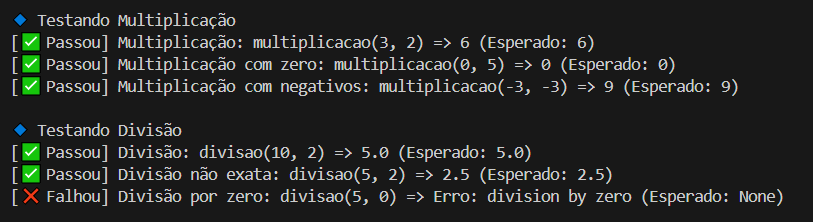 🔹 Testando Multiplicação
[✅ Passou] Multiplicação: multiplicacao(3, 2) => 6 (Esperado: 6)
[✅ Passou] Multiplicação com zero: multiplicacao(0, 5) => 0 (Esperado: 0)
[✅ Passou] Multiplicação com negativos: multiplicacao(-3, -3) => 9 (Esperado: 9)
🔹 Testando Divisão
[✅ Passou] Divisão: divisao(10, 2) => 5.0 (Esperado: 5.0)
[✅ Passou] Divisão não exata: divisao(5, 2) => 2.5 (Esperado: 2.5)
[❌ Falhou] Divisão por zero: divisao(5, 0) => Erro: division by zero (Esperado: None)